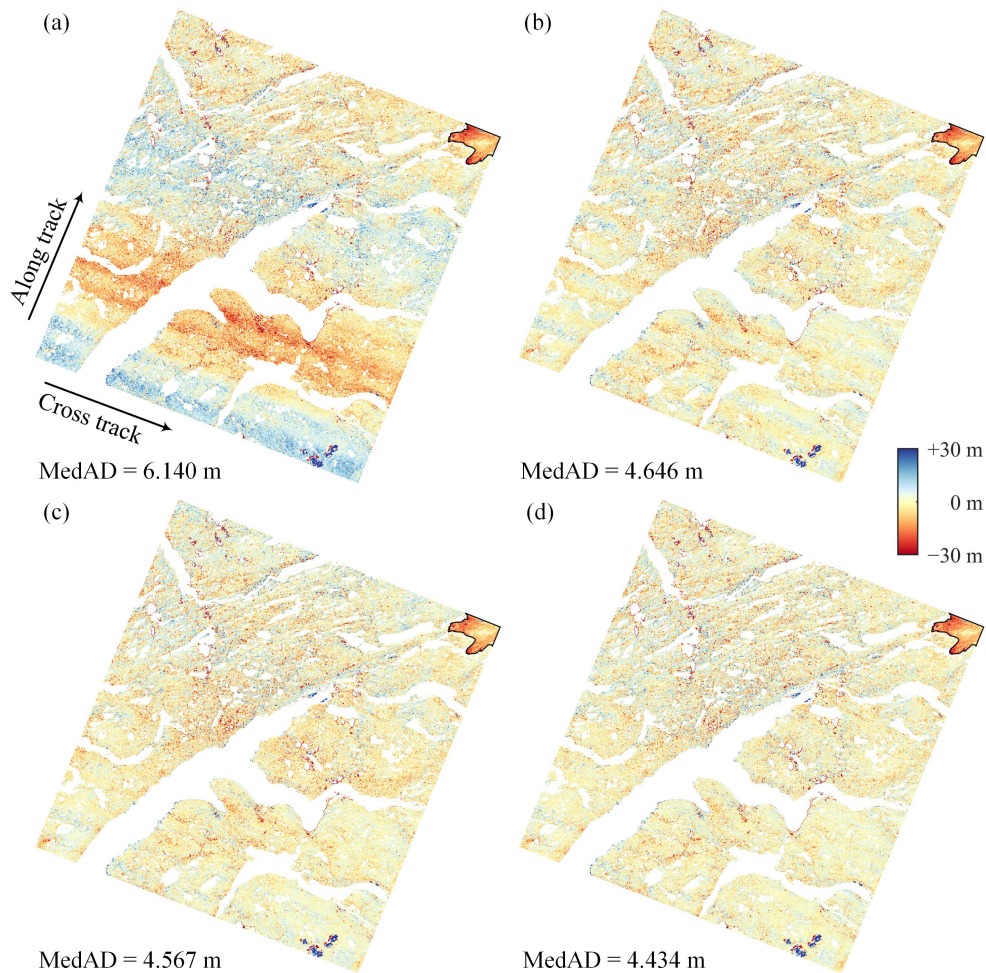 (a)
(b)
Along track
Cross track
MedAD = 6.140 m
MedAD = 4.646 m
+30 m
0 m
−30 m
(c)
(d)
MedAD = 4.567 m
MedAD = 4.434 m